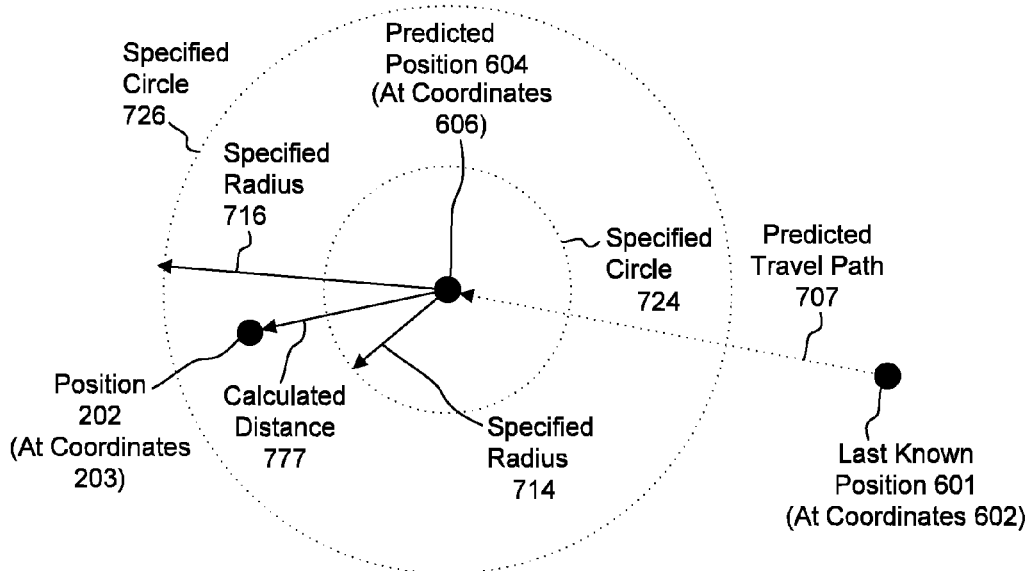 Specified
Circle
726
Predicted
Position 604
(At Coordinates
606)
Specified
Radius
716
Specified
Circle
724
Predicted
Travel Path
707
Position
202
(At Coordinates
203)
Calculated
Distance
777
Specified
Radius
714
Last Known
Position 601
(At Coordinates 602)